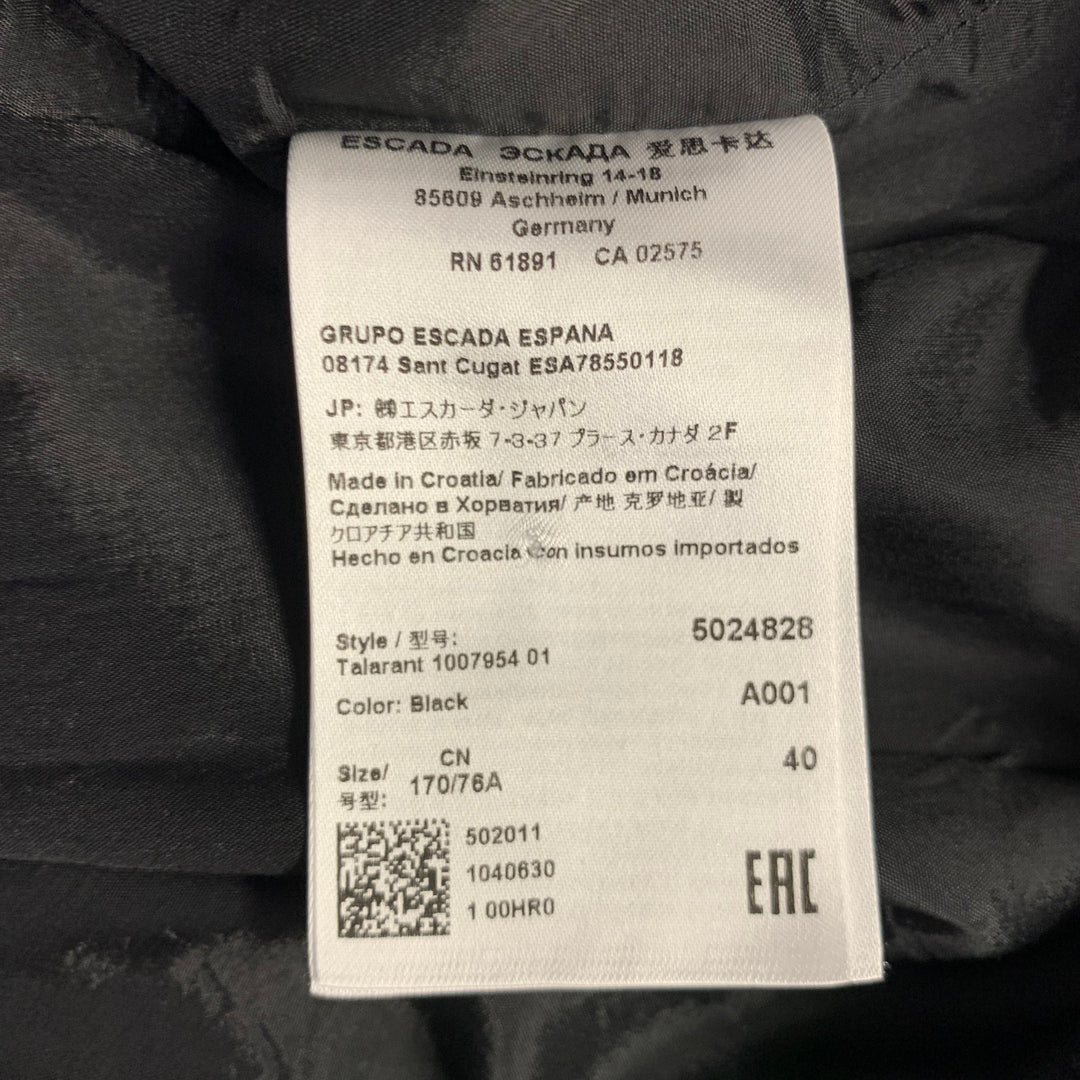 ESCADA ЭСКАДА 爱思卡达
Einsteinring 14-18
85609 Aschheim / Munich
Germany
RN 61891 CA 02575
GRUPO ESCADA ESPANA
08174 Sant Cugat ESA78550118
JP: ㈱エスカーダ・ジャパン
東京都港区赤坂 7-3-37 プラース・カナダ 2F
Made in Croatia/ Fabricado em Croácia/
Сделано в Хорватия/ 产地 克罗地亚/ 製
クロアチア共和国
Hecho en Croacia con insumos importados
Style / 型号: 5024828
Talarant 1007954 01
Color: Black A001
Size/ CN 40
号型: 170/76A
502011
1040630
1 00HR0
EAC